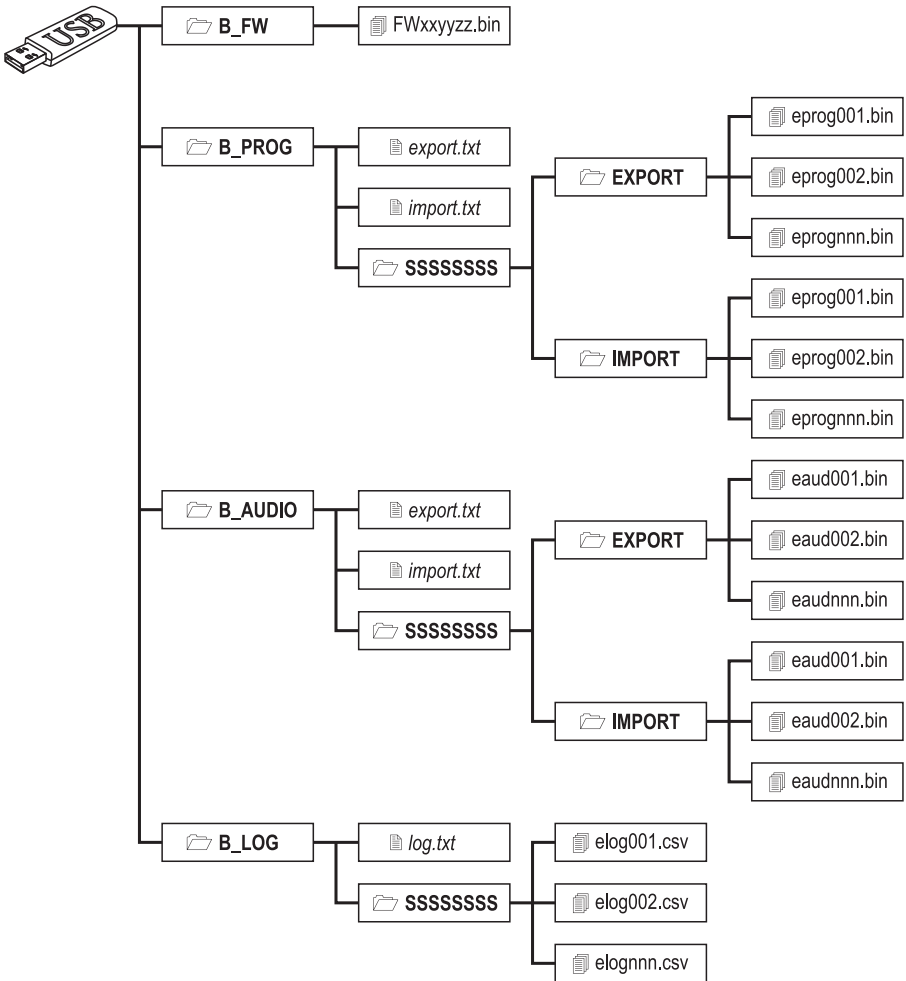 USB
B_FW
FWxxyyzz.bin
B_PROG
export.txt
import.txt
SSSSSSSS
EXPORT
eprog001.bin
eprog002.bin
eprognnn.bin
IMPORT
eprog001.bin
eprog002.bin
eprognnn.bin
B_AUDIO
export.txt
import.txt
SSSSSSSS
EXPORT
eaud001.bin
eaud002.bin
eaudnnn.bin
IMPORT
eaud001.bin
eaud002.bin
eaudnnn.bin
B_LOG
log.txt
SSSSSSSS
elog001.csv
elog002.csv
elognnn.csv